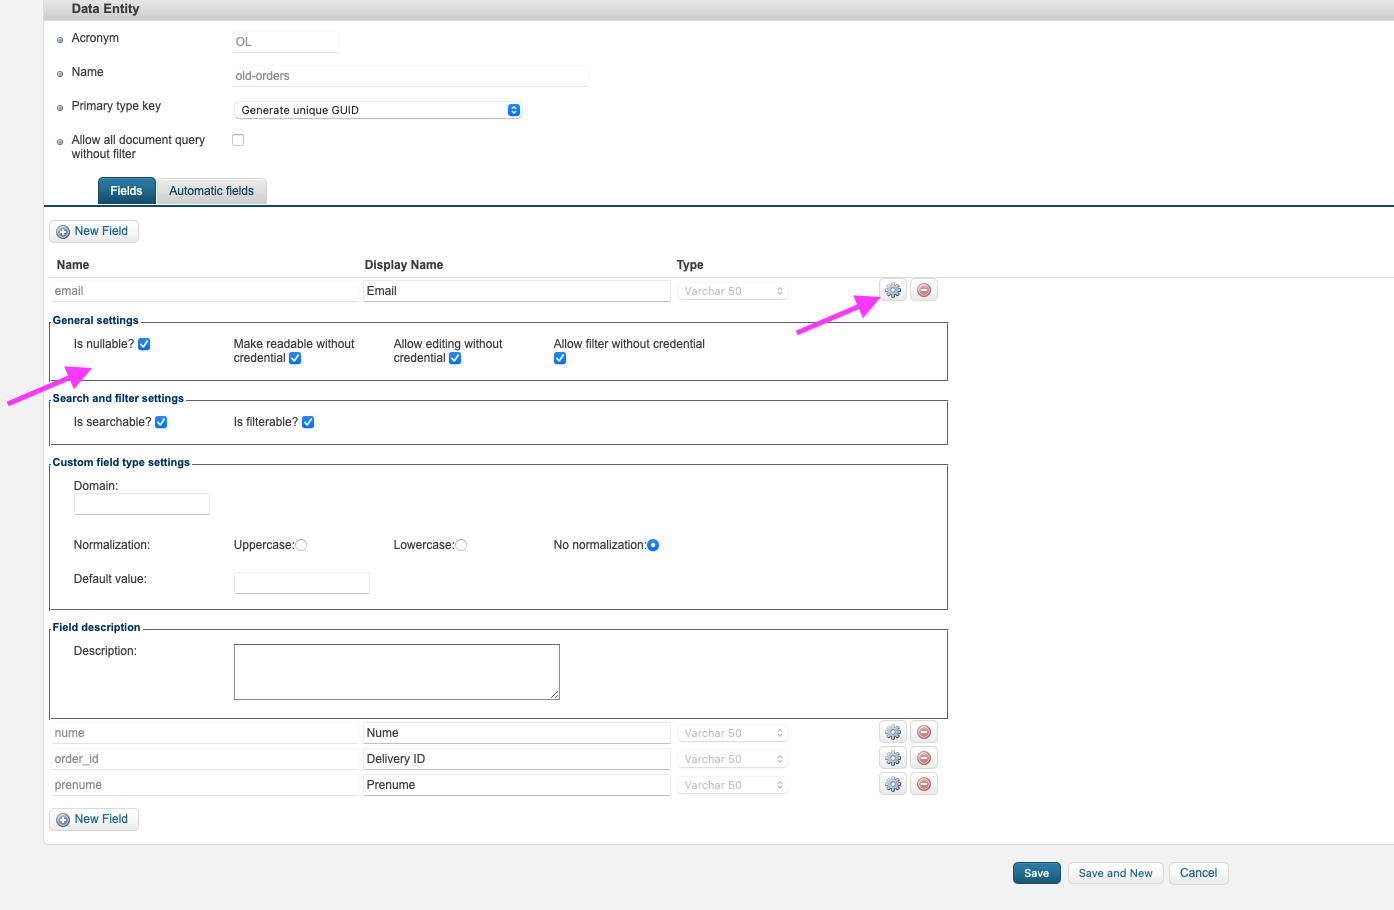 Data Entity
Acronym
OL
Name
old-orders
Primary type key
Generate unique GUID
Allow all document query
without filter
Fields
Automatic fields
New Field
Name Display Name Type
email Email Varchar 50
General settings
Is nullable?
Make readable without
credential
Allow editing without
credential
Allow filter without credential
Search and filter settings
Is searchable? Is filterable?
Custom field type settings
Domain:
Normalization: Uppercase: Lowercase: No normalization:
Default value:
Field description
Description:
nume Nume Varchar 50
order_id Delivery ID Varchar 50
prenume Prenume Varchar 50
New Field
Save Save and New Cancel